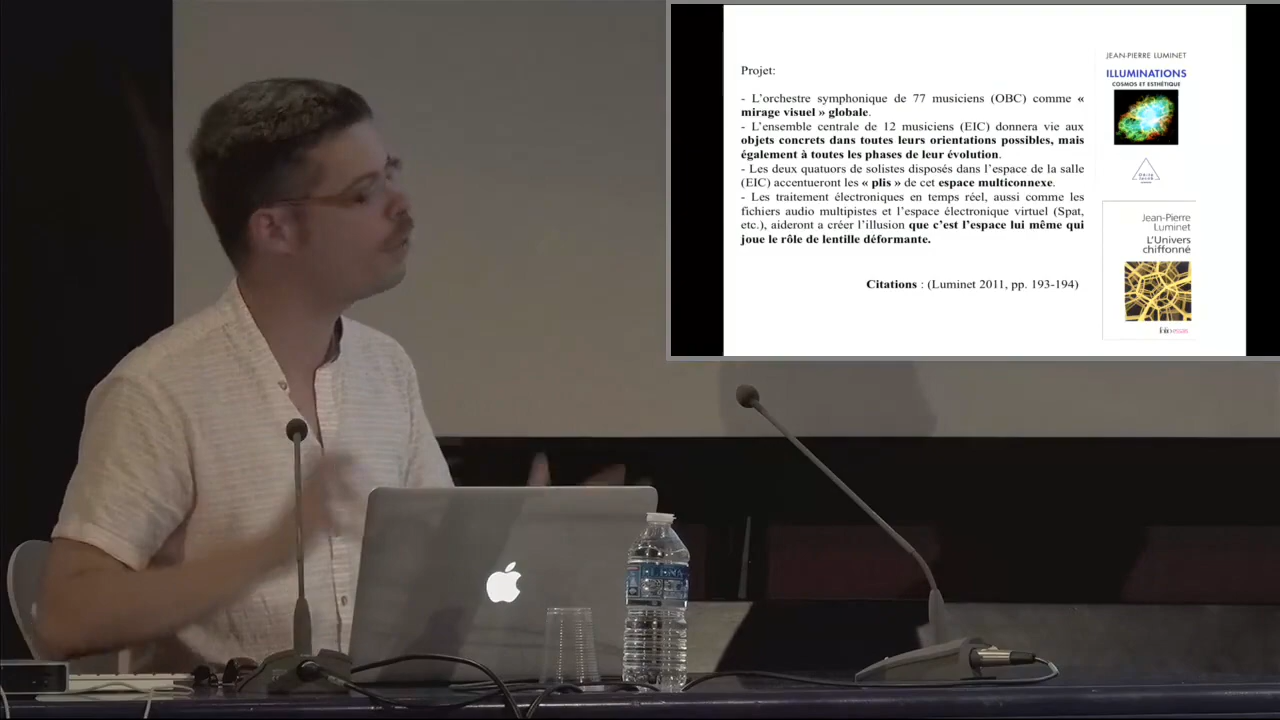 Projet:
- L'orchestre symphonique de 77 musiciens (OBC) comme «
mirage visuel » globale.
- L'ensemble centrale de 12 musiciens (EIC) donnera vie aux
objets concrets dans toutes leurs orientations possibles, mais
également à toutes les phases de leur évolution.
- Les deux quatuors de solistes disposés dans l'espace de la salle
(EIC) accentueront les « plis » de cet espace multiconnexe.
- Les traitement électroniques en temps réel, aussi comme les
fichiers audio multipistes et l'espace électronique virtuel (Spat,
etc.), aideront a créer l'illusion que c'est l'espace lui même qui
joue le rôle de lentille déformante.
Citations : (Luminet 2011, pp. 193-194)
JEAN-PIERRE LUMINET
ILLUMINATIONS
COSMOS ET ESTHÉTIQUE
Jean-Pierre
Luminet
L'Univers
chiffonné
folio essais